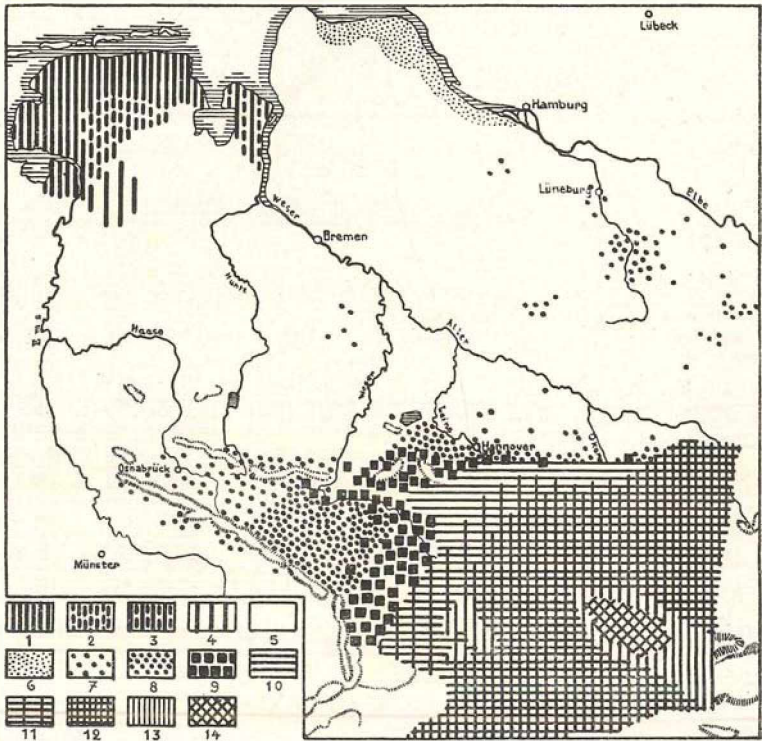 Lübeck
Hamburg
Elbe
Lüneburg
Weser
Bremen
Hunte
Haase
Aller
Weser
Leine
Hannover
Osnabrück
Münster
1 2 3 4 5
6 7 8 9 10
11 12 13 14